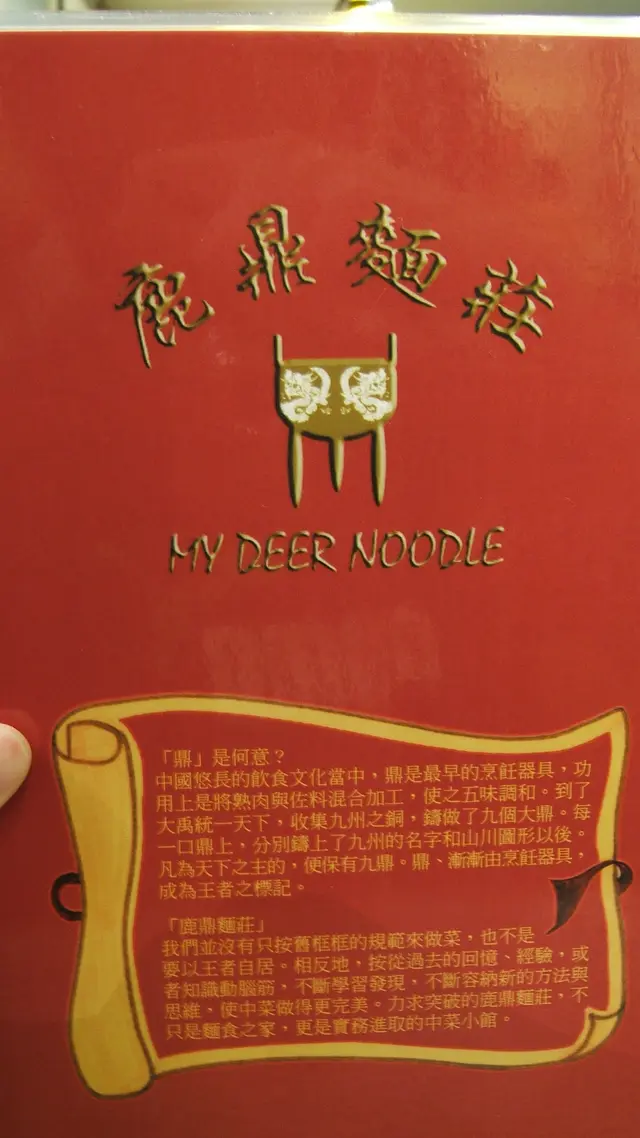 鹿鼎麵莊
MY DEER NOODLE
「鼎」是何意？
中國悠長的飲食文化當中，鼎是最早的烹飪器具，功
用上是將熟肉與佐料混合加工，使之五味調和。到了
大禹統一天下，收集九州之銅，鑄做了九個大鼎。每
一口鼎上，分別鑄上了九州的名字和山川圖形以後。
凡為天下之主的，便保有九鼎。鼎、漸漸由烹飪器具，
成為王者之標記。
「鹿鼎麵莊」
我們並沒有只按舊框框的規範來做菜，也不是
要以王者自居。相反地，按從過去的回憶、經驗，或
者知識動腦筋，不斷學習發現，不斷容納新的方法與
思維，使中菜做得更完美。力求突破的鹿鼎麵莊，不
只是麵食之家，更是實務進取的中菜小館。